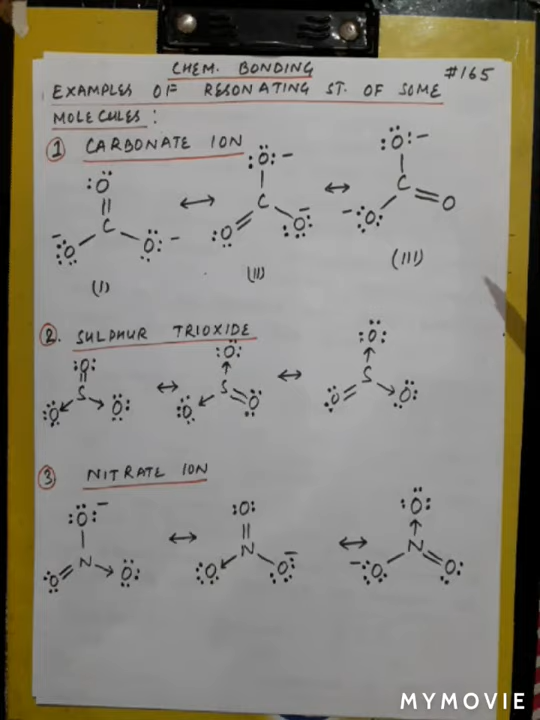 CHEM. BONDING #165
EXAMPLES OF RESONATING ST. OF SOME
MOLECULES :
1 CARBONATE ION
:Ö :Ö:− :Ö:−
|| | |
C ↔ C ↔ C
−:Ö: :Ö:− :Ö: :Ö:− −:Ö: O
(I) (II) (III)
2. SULPHUR TRIOXIDE
:O: :Ö: :Ö:
S ↔ S ↔ S
:Ö: :Ö: :Ö: :O: :O: :Ö:
3 NITRATE ION
:Ö:− :O: :Ö:
N ↔ N ↔ N
:O: :Ö: :Ö: :Ö:− −:Ö: :O:
MYMOVIE